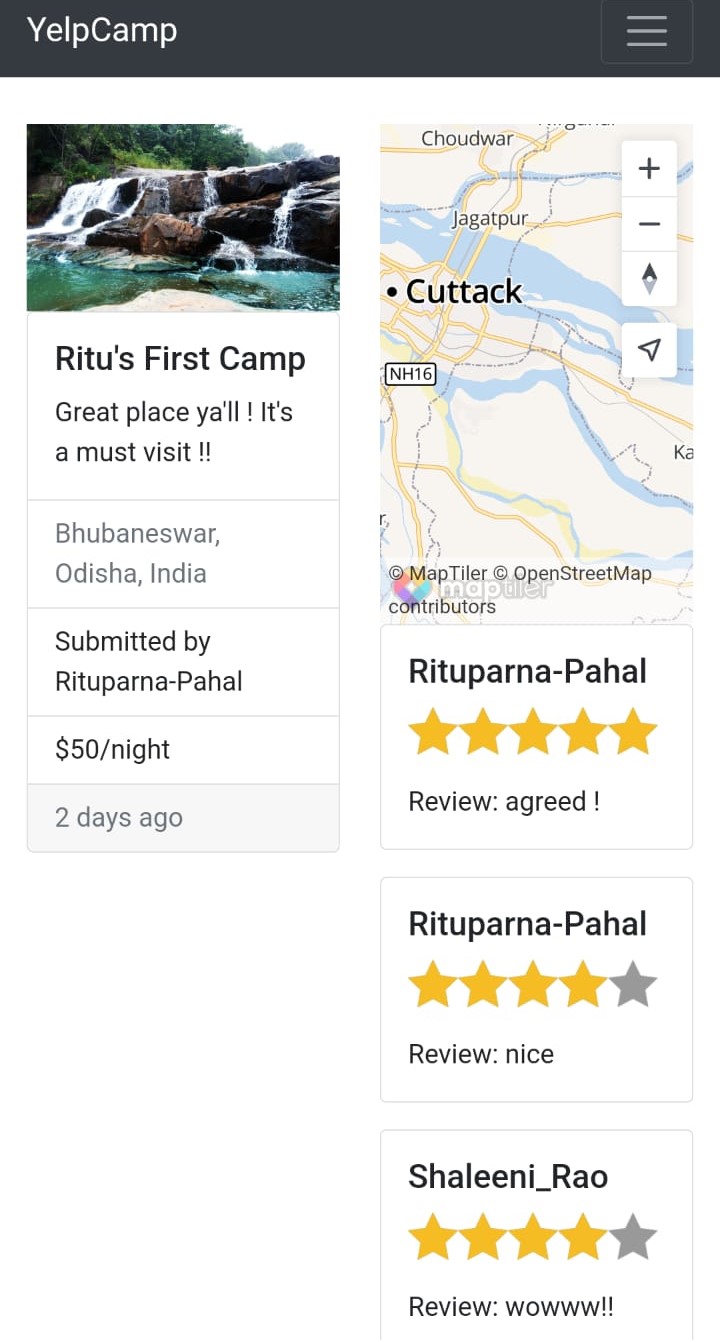 YelpCamp
Ritu's First Camp
Great place ya'll ! It's
a must visit !!
Bhubaneswar,
Odisha, India
Submitted by
Rituparna-Pahal
$50/night
2 days ago
Choudwar
Jagatpur
Cuttack
NH16
Ka
© MapTiler © OpenStreetMap
maptiler
contributors
Rituparna-Pahal
Review: agreed !
Rituparna-Pahal
Review: nice
Shaleeni_Rao
Review: wowww!!